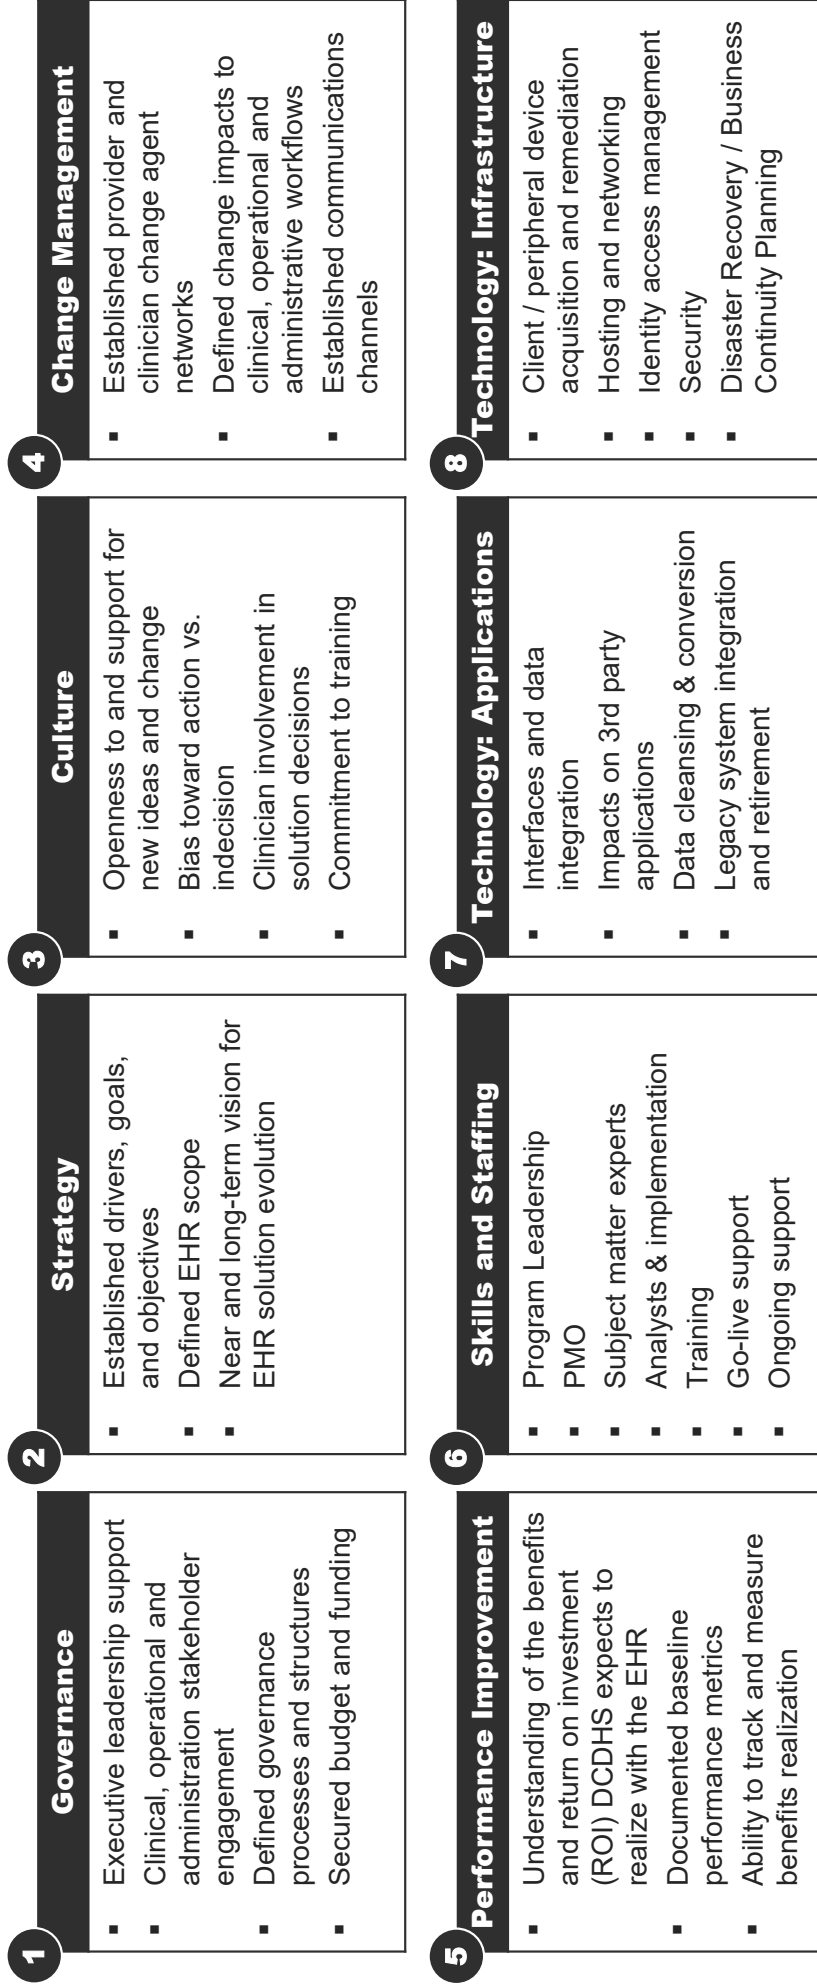 1
Governance
Executive leadership support
Clinical, operational and
administration stakeholder
engagement
Defined governance
processes and structures
Secured budget and funding
2
Strategy
Established drivers, goals,
and objectives
Defined EHR scope
Near and long-term vision for
EHR solution evolution
3
Culture
Openness to and support for
new ideas and change
Bias toward action vs.
indecision
Clinician involvement in
solution decisions
Commitment to training
4
Change Management
Established provider and
clinician change agent
networks
Defined change impacts to
clinical, operational and
administrative workflows
Established communications
channels
5
Performance Improvement
Understanding of the benefits
and return on investment
(ROI) DCDHS expects to
realize with the EHR
Documented baseline
performance metrics
Ability to track and measure
benefits realization
6
Skills and Staffing
Program Leadership
PMO
Subject matter experts
Analysts & implementation
Training
Go-live support
Ongoing support
7
Technology: Applications
Interfaces and data
integration
Impacts on 3rd party
applications
Data cleansing & conversion
Legacy system integration
and retirement
8
Technology: Infrastructure
Client / peripheral device
acquisition and remediation
Hosting and networking
Identity access management
Security
Disaster Recovery / Business
Continuity Planning